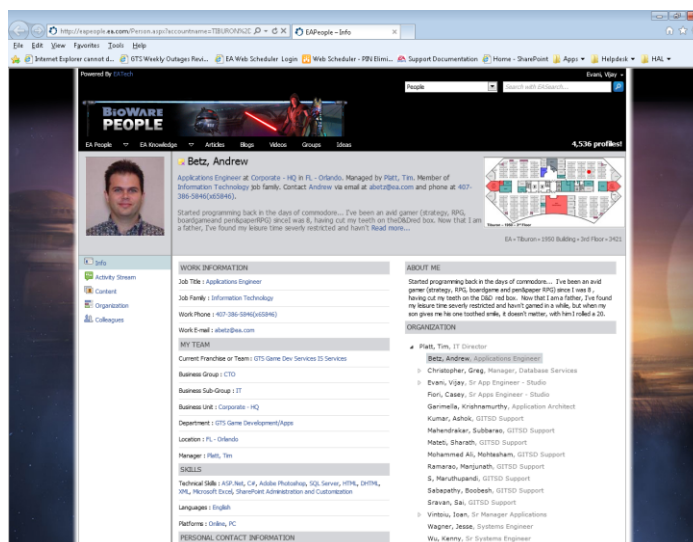 http://eapeople.ea.com/Person.aspx?accountname=TIBURON%2C
EAPeople - Info
File Edit View Favorites Tools Help
Internet Explorer cannot d... GTS Weekly Outages Revi... EA Web Scheduler Login Web Scheduler - PIN Elimi... Support Documentation Home - SharePoint Apps Helpdesk HAL
Powered By EATech
Evani, Vijay
People
Search with EASearch...
BIOWARE
PEOPLE
EA People EA Knowledge Articles Blogs Videos Groups Ideas
4,536 profiles!
Betz, Andrew
Applications Engineer at Corporate - HQ in FL - Orlando. Managed by Platt, Tim. Member of
Information Technology job family. Contact Andrew via email at abetz@ea.com and phone at 407-
386-5846(x65846).
Started programming back in the days of commodore... I've been an avid gamer (strategy, RPG,
boardgameand pen&paperRPG) sinceI was 8, having cut my teeth on theD&Dred box. Now that I am
a father, I've found my leisure time severly restricted and havn't Read more...
EA » Tiburon » 1950 Building » 3rd Floor » 3421
Info
Activity Stream
Content
Organization
Colleagues
WORK INFORMATION
Job Title : Applications Engineer
Job Family : Information Technology
Work Phone : 407-386-5846(x65846)
Work E-mail : abetz@ea.com
MY TEAM
Current Franchise or Team : GTS Game Dev Services IS Services
Business Group : CTO
Business Sub-Group : IT
Business Unit : Corporate - HQ
Department : GTS Game Development/Apps
Location : FL - Orlando
Manager : Platt, Tim
SKILLS
Technical Skills : ASP.Net, C#, Adobe Photoshop, SQL Server, HTML, DHTML,
XML, Microsoft Excel, SharePoint Administration and Customization
Languages : English
Platforms : Online, PC
PERSONAL CONTACT INFORMATION
ABOUT ME
Started programming back in the days of commodore... I've been an avid
gamer (strategy, RPG, boardgame and pen&paper RPG) since I was 8 ,
having cut my teeth on the D&D red box. Now that I am a father, I've found
my leisure time severly restricted and havn't gamed in a while, but when my
son gives me his one toothed smile, it doesn't matter, with him I rolled a 20.
ORGANIZATION
Platt, Tim, IT Director
Betz, Andrew, Applications Engineer
Christopher, Greg, Manager, Database Services
Evani, Vijay, Sr App Engineer - Studio
Fiori, Casey, Sr Apps Engineer - Studio
Garimella, Krishnamurthy, Application Architect
Kumar, Ashok, GITSD Support
Mahendrakar, Subbarao, GITSD Support
Mateti, Sharath, GITSD Support
Mohammed Ali, Mohtasham, GITSD Support
Ramarao, Manjunath, GITSD Support
S, Maruthupandi, GITSD Support
Sabapathy, Boobesh, GITSD Support
Sravan, Sai, GITSD Support
Vintoiu, Ioan, Sr Manager Applications
Wagner, Jesse, Systems Engineer
Wu, Kenny, Sr Systems Engineer